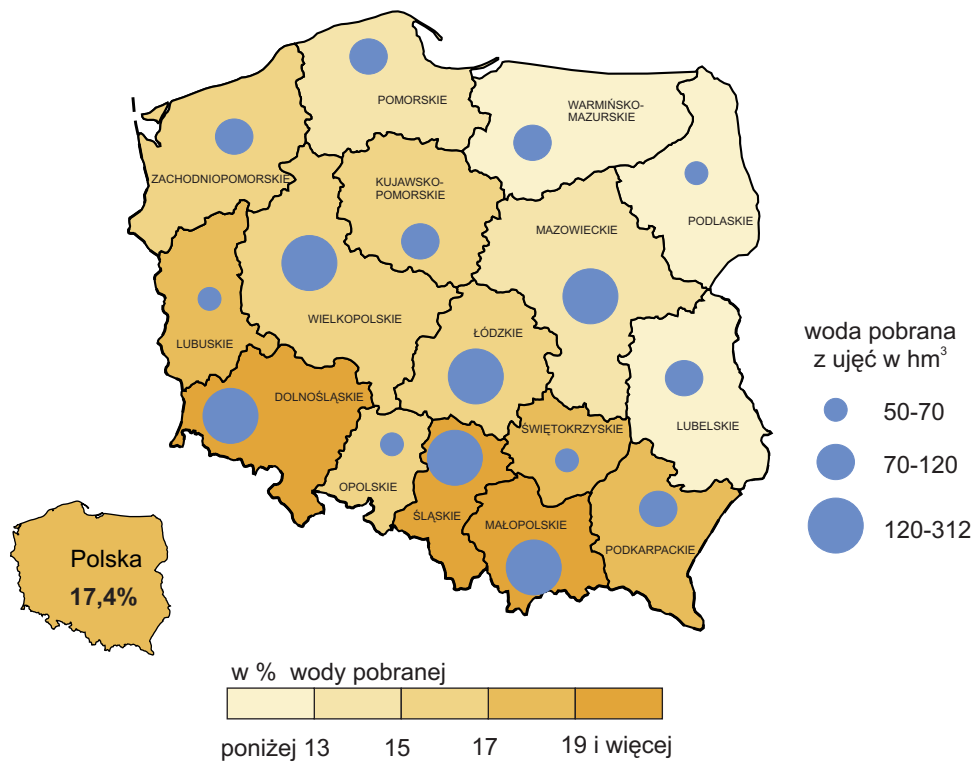 POMORSKIE
WARMIŃSKO-
MAZURSKIE
ZACHODNIOPOMORSKIE
KUJAWSKO-
POMORSKIE
PODLASKIE
MAZOWIECKIE
WIELKOPOLSKIE
ŁÓDZKIE
LUBUSKIE
DOLNOŚLĄSKIE
LUBELSKIE
ŚWIĘTOKRZYSKIE
OPOLSKIE
ŚLĄSKIE
MAŁOPOLSKIE
PODKARPACKIE
woda pobrana
z ujęć w hm³
50-70
70-120
120-312
Polska
17,4%
w % wody pobranej
poniżej 13 15 17 19 i więcej